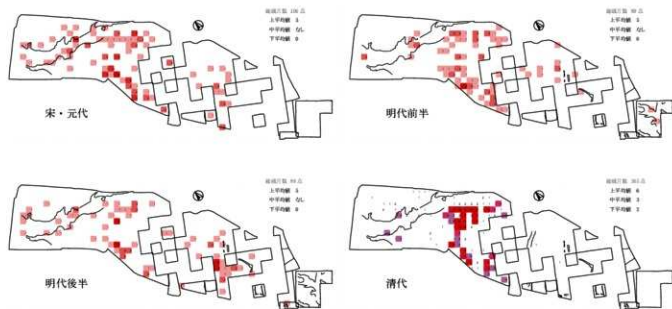 上平均値 5
中平均値 なし
下平均値 0
宋・元代
上平均値 5
中平均値 なし
下平均値 0
明代前半
上平均値 5
中平均値 なし
下平均値 0
明代後半
上平均値 6
中平均値 3
下平均値 2
清代